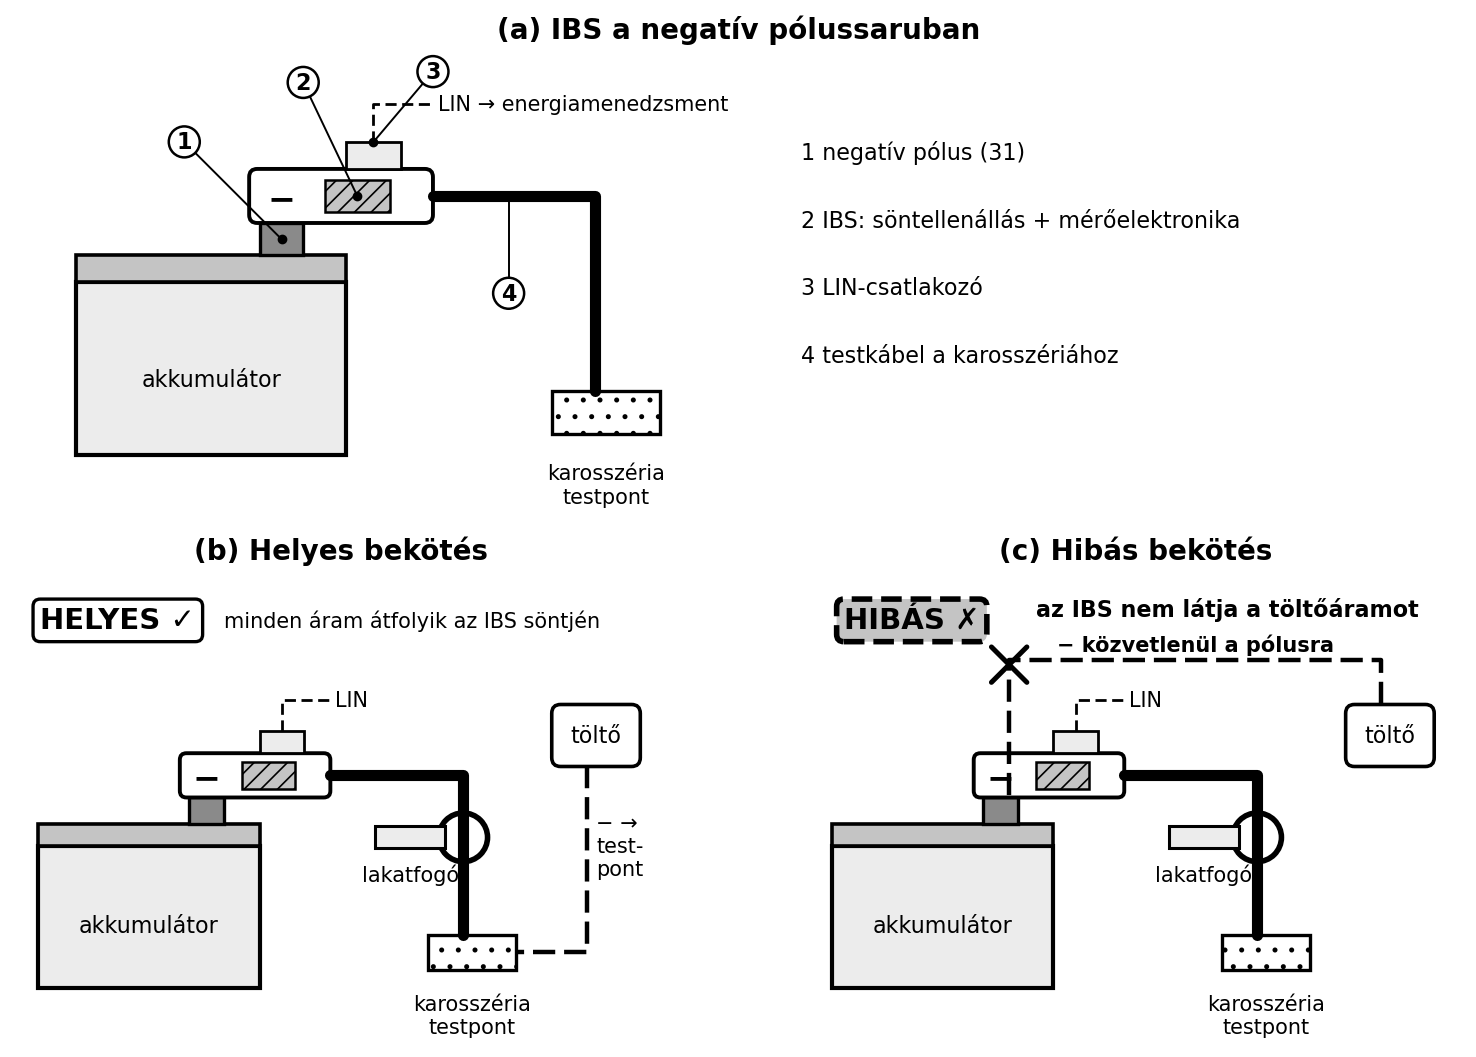 (a) IBS a negatív pólussaruban
3
2
LIN → energiamenedzsment
1
−
4
akkumulátor
karosszéria
testpont
1 negatív pólus (31)
2 IBS: söntellenállás + mérőelektronika
3 LIN-csatlakozó
4 testkábel a karosszériához
(b) Helyes bekötés
HELYES ✓
minden áram átfolyik az IBS söntjén
LIN
töltő
−
− →
test-
pont
lakatfogó
akkumulátor
karosszéria
testpont
(c) Hibás bekötés
HIBÁS ✗
az IBS nem látja a töltőáramot
− közvetlenül a pólusra
LIN
töltő
−
lakatfogó
akkumulátor
karosszéria
testpont